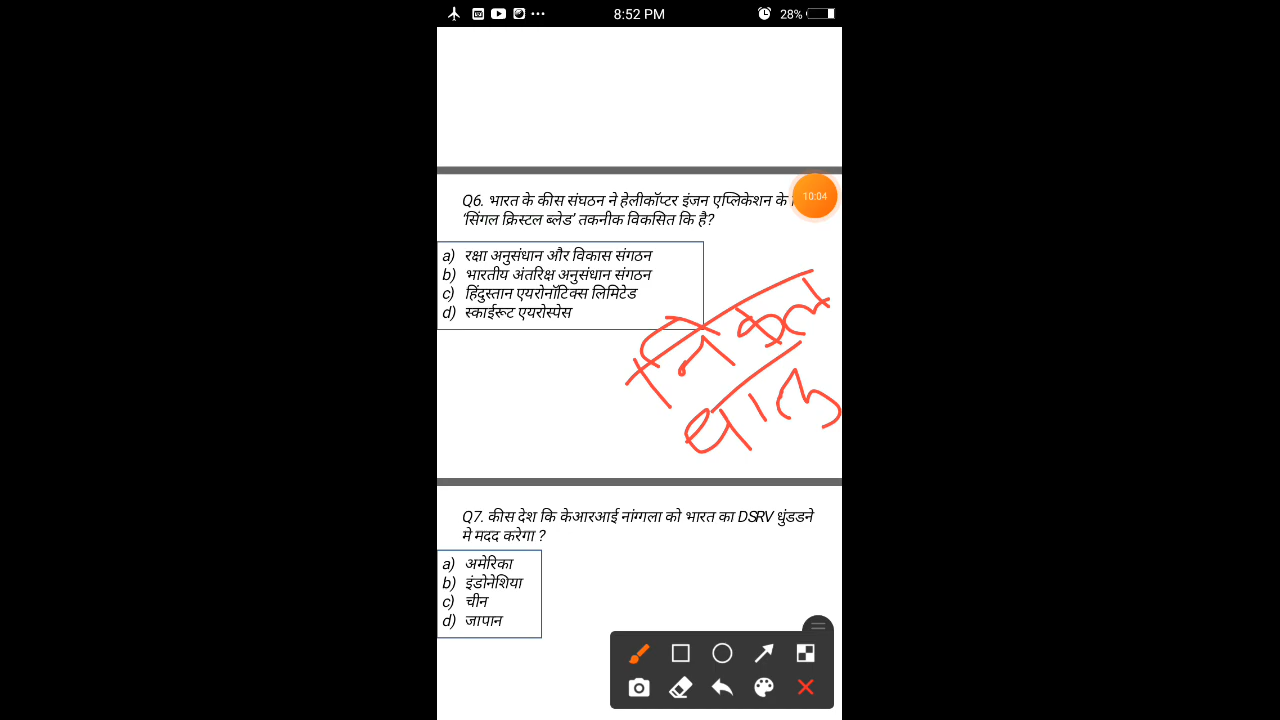 8:52 PM
28%
Q6. भारत के कीस संघठन ने हेलीकॉप्टर इंजन एप्लिकेशन के
10:04
'सिंगल क्रिस्टल ब्लेड' तकनीक विकसित कि है?
a) रक्षा अनुसंधान और विकास संगठन
b) भारतीय अंतरिक्ष अनुसंधान संगठन
c) हिंदुस्तान एयरोनॉटिक्स लिमिटेड
d) स्काईरूट एयरोस्पेस
Q7. कीस देश कि केआरआई नांग्गला को भारत का DSRV धुंडडने
मे मदद करेगा ?
a) अमेरिका
b) इंडोनेशिया
c) चीन
d) जापान